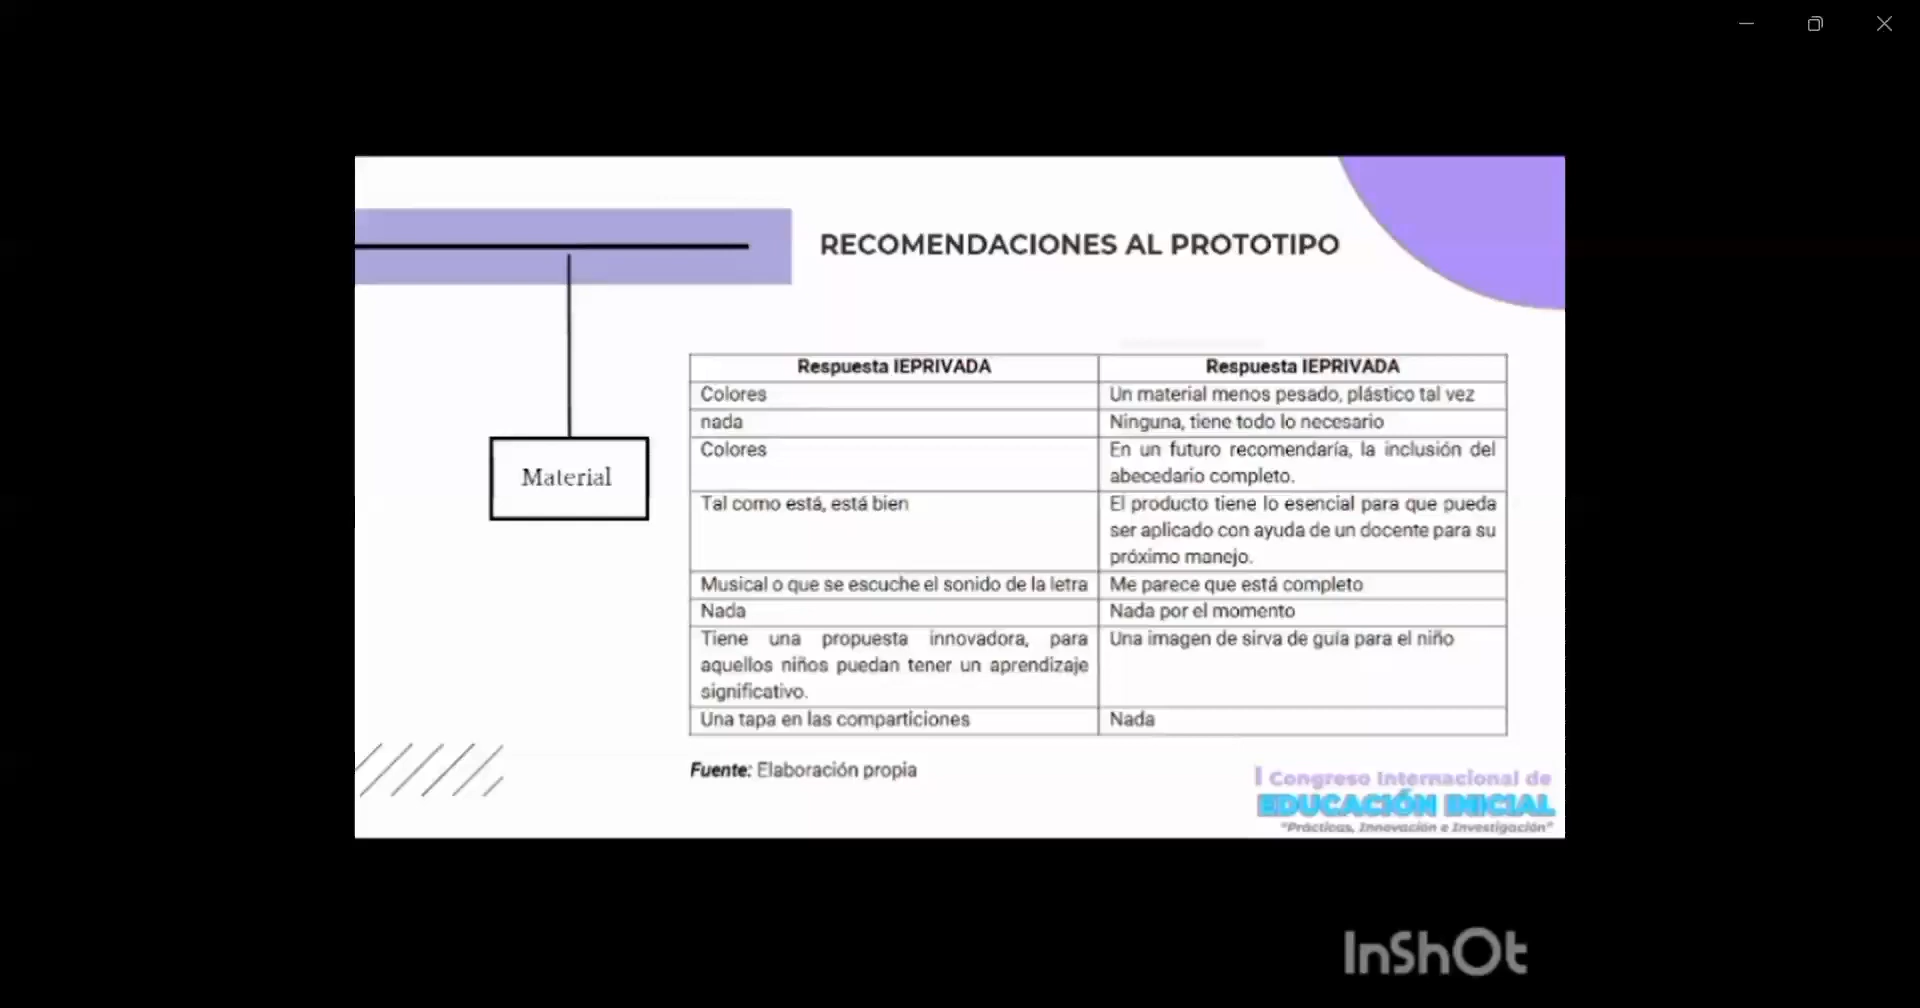 RECOMENDACIONES AL PROTOTIPO
Material
Respuesta IEPRIVADA
Respuesta IEPRIVADA
Colores
Un material menos pesado, plástico tal vez
nada
Ninguna, tiene todo lo necesario
Colores
En un futuro recomendaría, la inclusión del
abecedario completo.
Tal como está, está bien
El producto tiene lo esencial para que pueda
ser aplicado con ayuda de un docente para su
próximo manejo.
Musical o que se escuche el sonido de la letra
Me parece que está completo
Nada
Nada por el momento
Tiene una propuesta innovadora, para
aquellos niños puedan tener un aprendizaje
significativo.
Una imagen de sirva de guía para el niño
Una tapa en las comparticiones
Nada
Fuente: Elaboración propia
I Congreso Internacional de
EDUCACIÓN INICIAL
"Prácticas, Innovación e Investigación"
InShOt